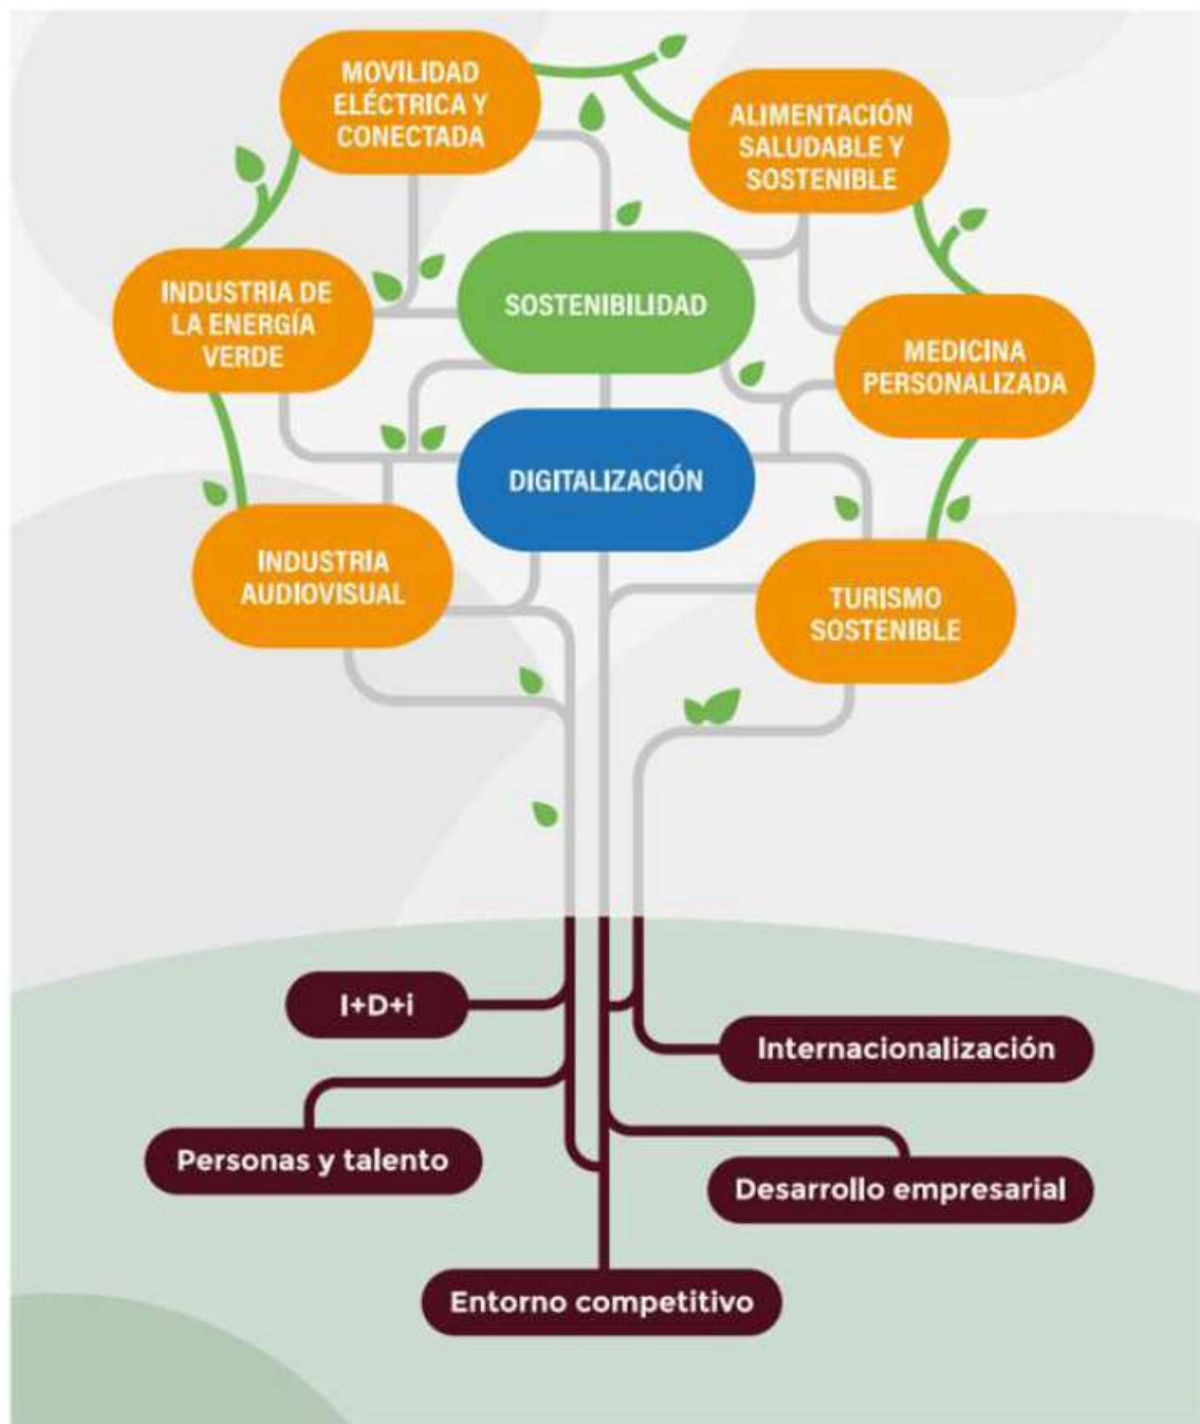 MOVILIDAD
ELÉCTRICA Y
CONECTADA
ALIMENTACIÓN
SALUDABLE Y
SOSTENIBLE
INDUSTRIA DE
LA ENERGÍA
VERDE
SOSTENIBILIDAD
MEDICINA
PERSONALIZADA
DIGITALIZACIÓN
INDUSTRIA
AUDIOVISUAL
TURISMO
SOSTENIBLE
I+D+i
Internacionalización
Personas y talento
Desarrollo empresarial
Entorno competitivo